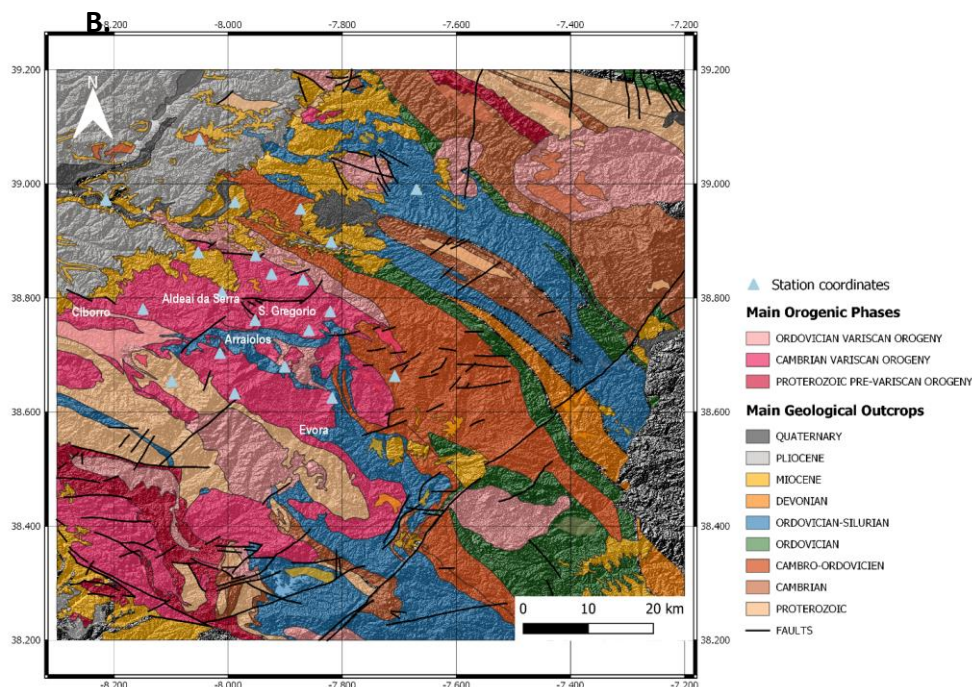 B.
-8.200 -8.000 -7.800 -7.600 -7.400 -7.200
39.200 39.200
N
39.000 39.000
38.800 38.800
Aldeai da Serra
Ciborro
S. Gregorio
Arraiolos
38.600 38.600
Evora
38.400 38.400
0 10 20 km
38.200 38.200
-8.200 -8.000 -7.800 -7.600 -7.400 -7.200
Station coordinates
Main Orogenic Phases
ORDOVICIAN VARISCAN OROGENY
CAMBRIAN VARISCAN OROGENY
PROTEROZOIC PRE-VARISCAN OROGENY
Main Geological Outcrops
QUATERNARY
PLIOCENE
MIOCENE
DEVONIAN
ORDOVICIAN-SILURIAN
ORDOVICIAN
CAMBRO-ORDOVICIEN
CAMBRIAN
PROTEROZOIC
FAULTS